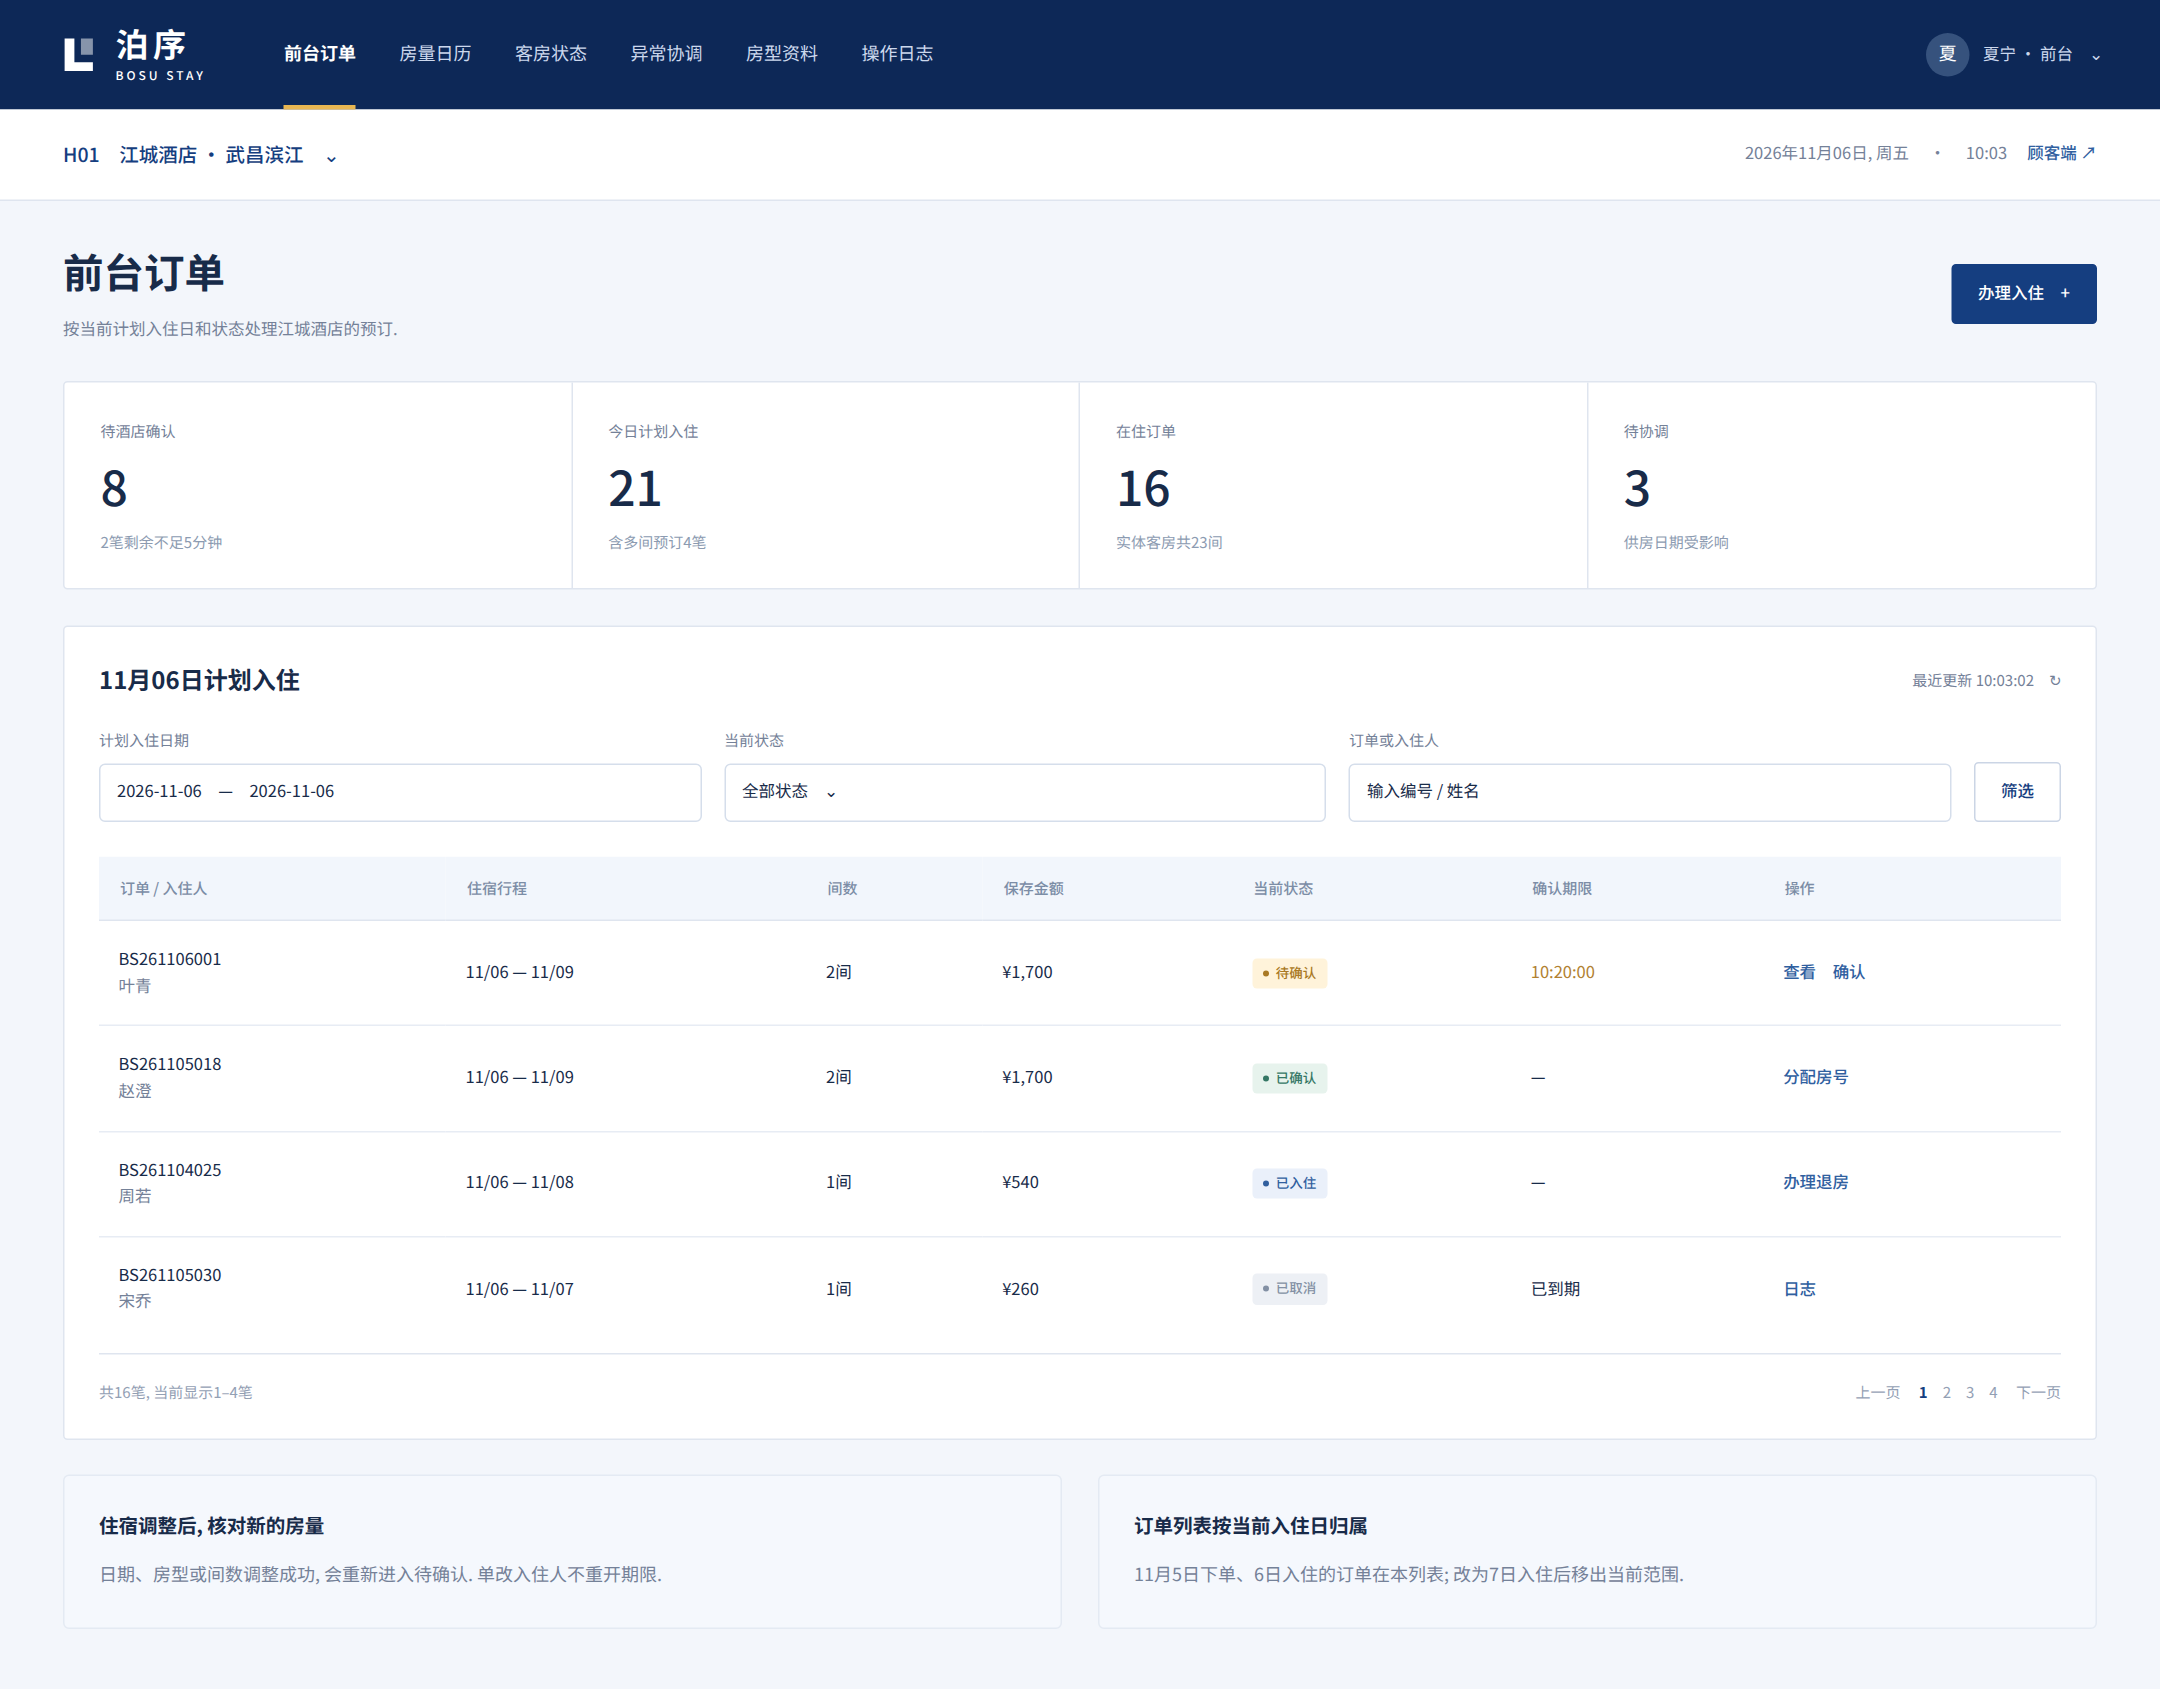 泊序
BOSU STAY
前台订单 房量日历 客房状态 异常协调 房型资料 操作日志
夏 夏宁 · 前台
H01 江城酒店 · 武昌滨江
2026年11月06日, 周五 · 10:03 顾客端 ↗
前台订单
按当前计划入住日和状态处理江城酒店的预订.
办理入住 +
待酒店确认
8
2笔剩余不足5分钟
今日计划入住
21
含多间预订4笔
在住订单
16
实体客房共23间
待协调
3
供房日期受影响
11月06日计划入住
最近更新 10:03:02 ↻
计划入住日期
2026-11-06 — 2026-11-06
当前状态
全部状态
订单或入住人
输入编号 / 姓名
筛选
订单 / 入住人 住宿行程 间数 保存金额 当前状态 确认期限 操作
BS261106001
叶青
11/06 — 11/09 2间 ¥1,700 待确认 10:20:00 查看 确认
BS261105018
赵澄
11/06 — 11/09 2间 ¥1,700 已确认 — 分配房号
BS261104025
周若
11/06 — 11/08 1间 ¥540 已入住 — 办理退房
BS261105030
宋乔
11/06 — 11/07 1间 ¥260 已取消 已到期 日志
共16笔, 当前显示1–4笔
上一页 1 2 3 4 下一页
住宿调整后, 核对新的房量
日期、房型或间数调整成功, 会重新进入待确认. 单改入住人不重开期限.
订单列表按当前入住日归属
11月5日下单、6日入住的订单在本列表; 改为7日入住后移出当前范围.